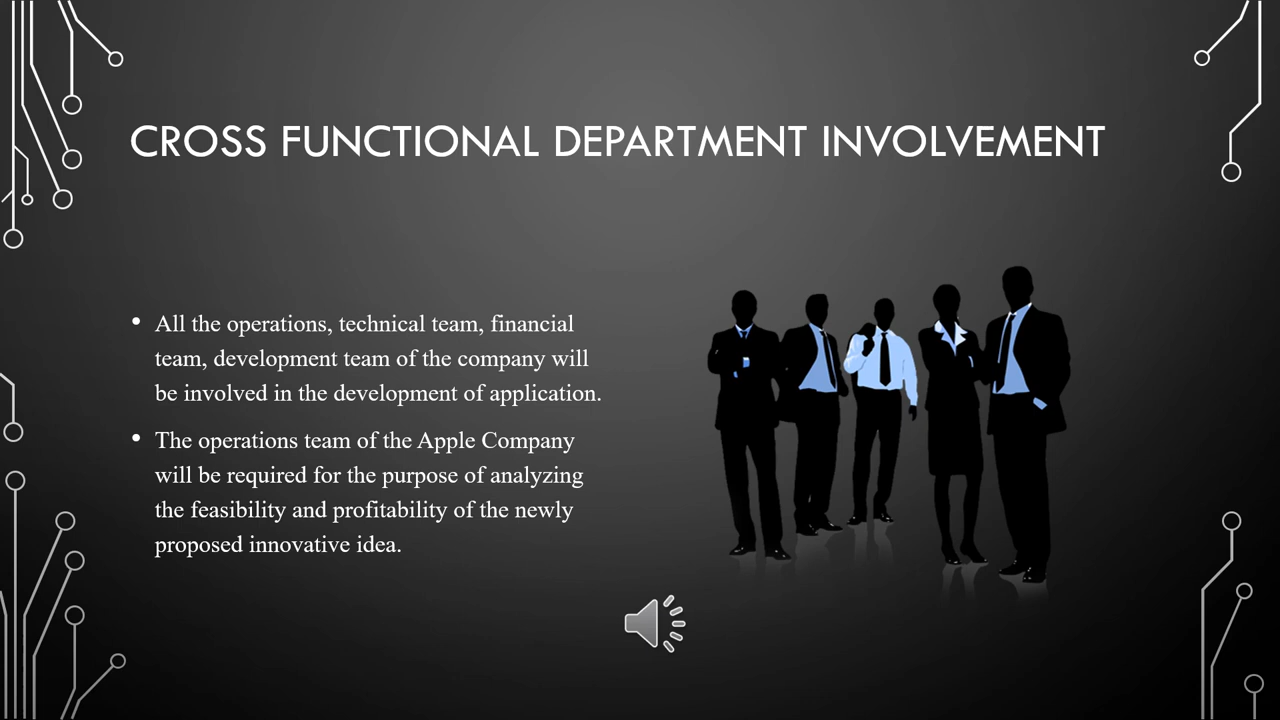 CROSS FUNCTIONAL DEPARTMENT INVOLVEMENT
• All the operations, technical team, financial
team, development team of the company will
be involved in the development of application.
• The operations team of the Apple Company
will be required for the purpose of analyzing
the feasibility and profitability of the newly
proposed innovative idea.